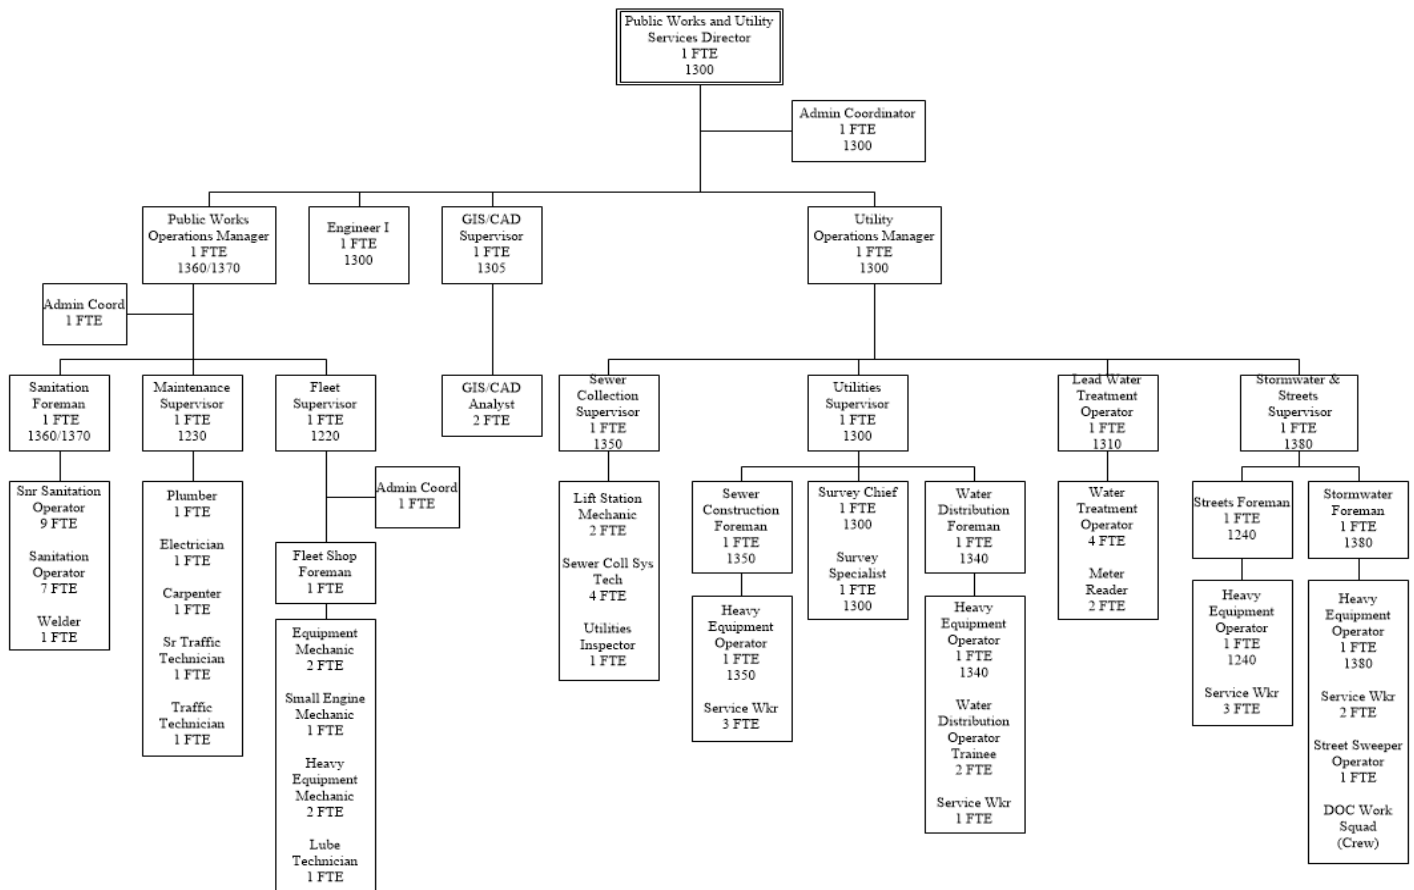 Public Works and Utility
Services Director
1 FTE
1300
Admin Coordinator
1 FTE
1300
Public Works
Operations Manager
1 FTE
1360/1370
Engineer I
1 FTE
1300
GIS/CAD
Supervisor
1 FTE
1305
Utility
Operations Manager
1 FTE
1300
Admin Coord
1 FTE
Sanitation
Foreman
1 FTE
1360/1370
Maintenance
Supervisor
1 FTE
1230
Fleet
Supervisor
1 FTE
1220
GIS/CAD
Analyst
2 FTE
Sewer
Collection
Supervisor
1 FTE
1350
Utilities
Supervisor
1 FTE
1300
Lead Water
Treatment
Operator
1 FTE
1310
Stormwater &
Streets
Supervisor
1 FTE
1380
Snr Sanitation
Operator
9 FTE
Sanitation
Operator
7 FTE
Welder
1 FTE
Plumber
1 FTE
Electrician
1 FTE
Carpenter
1 FTE
Sr Traffic
Technician
1 FTE
Traffic
Technician
1 FTE
Admin Coord
1 FTE
Fleet Shop
Foreman
1 FTE
Equipment
Mechanic
2 FTE
Small Engine
Mechanic
1 FTE
Heavy
Equipment
Mechanic
2 FTE
Lube
Technician
1 FTE
Lift Station
Mechanic
2 FTE
Sewer Coll Sys
Tech
4 FTE
Utilities
Inspector
1 FTE
Sewer
Construction
Foreman
1 FTE
1350
Heavy
Equipment
Operator
1 FTE
1350
Service Wkr
3 FTE
Survey Chief
1 FTE
1300
Survey
Specialist
1 FTE
1300
Water
Distribution
Foreman
1 FTE
1340
Heavy
Equipment
Operator
1 FTE
1340
Water
Distribution
Operator
Trainee
2 FTE
Service Wkr
1 FTE
Water
Treatment
Operator
4 FTE
Meter
Reader
2 FTE
Streets Foreman
1 FTE
1240
Heavy
Equipment
Operator
1 FTE
1240
Service Wkr
3 FTE
Stormwater
Foreman
1 FTE
1380
Heavy
Equipment
Operator
1 FTE
1380
Service Wkr
2 FTE
Street Sweeper
Operator
1 FTE
DOC Work
Squad
(Crew)